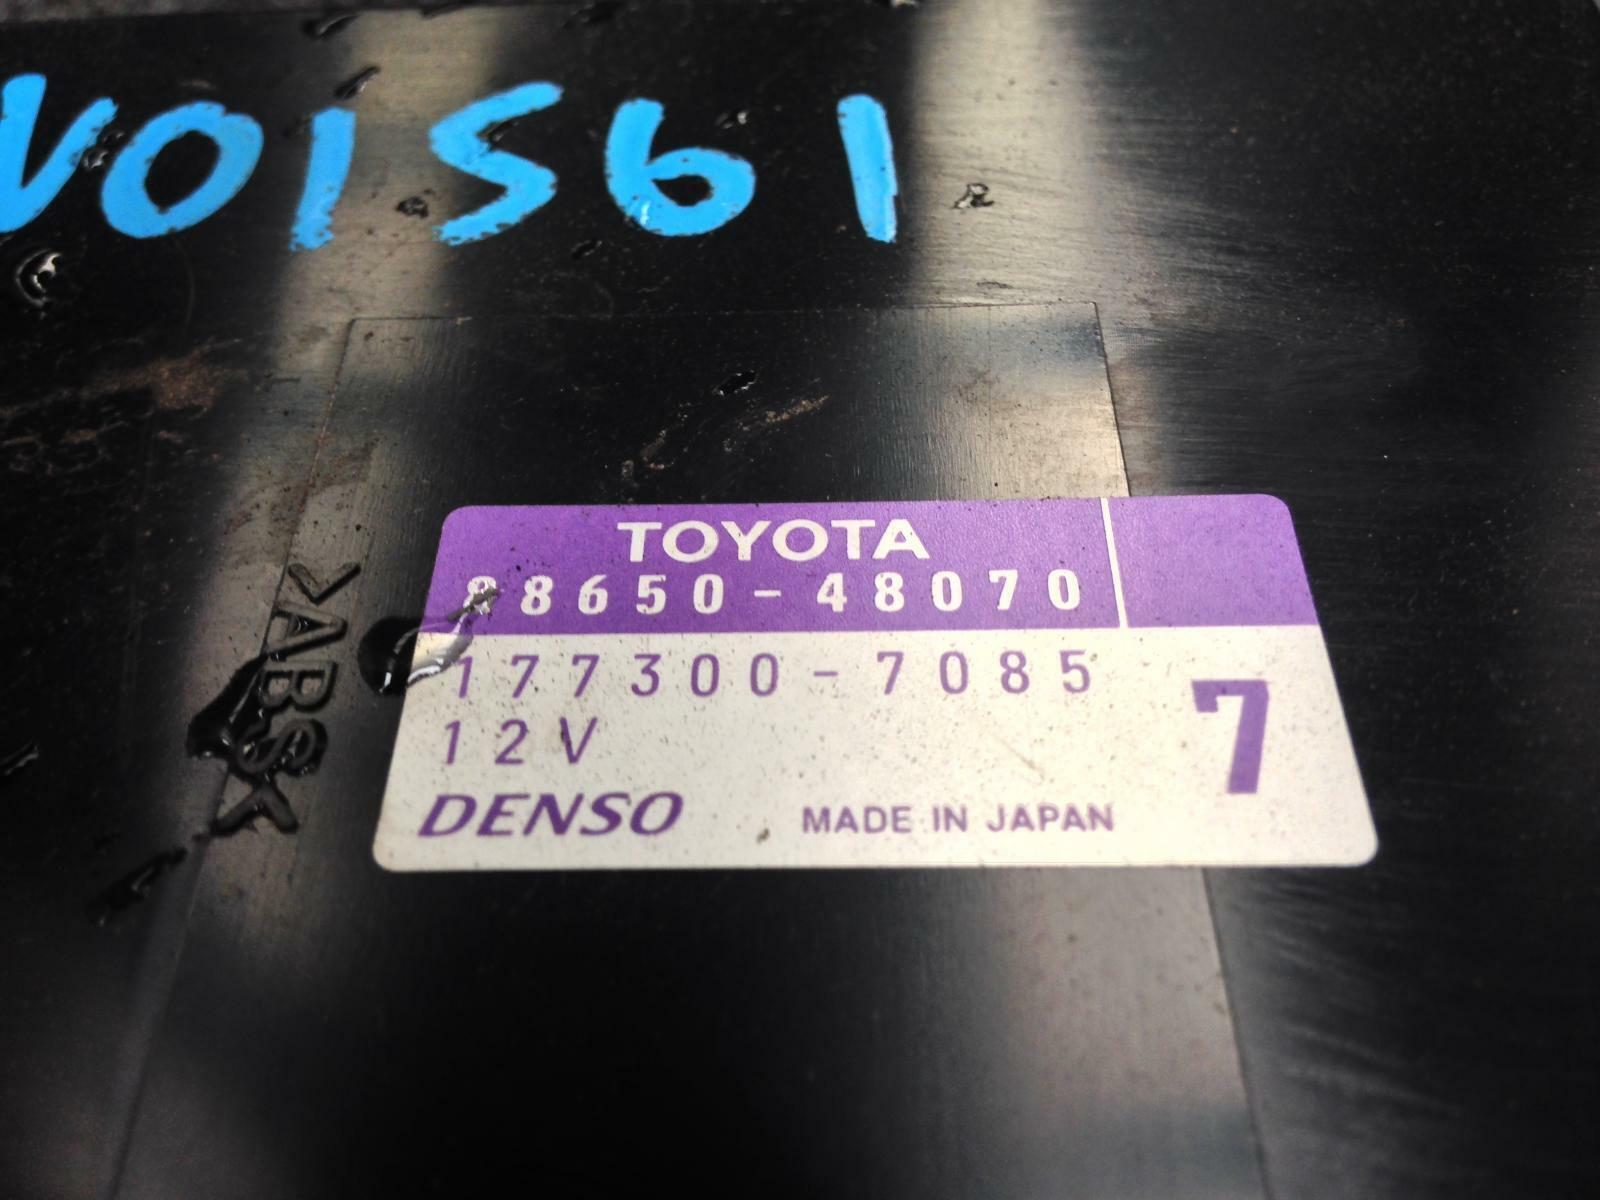 V01561
TOYOTA
88650-48070
177300-7085
12V
7
DENSO MADE IN JAPAN
>ABS<